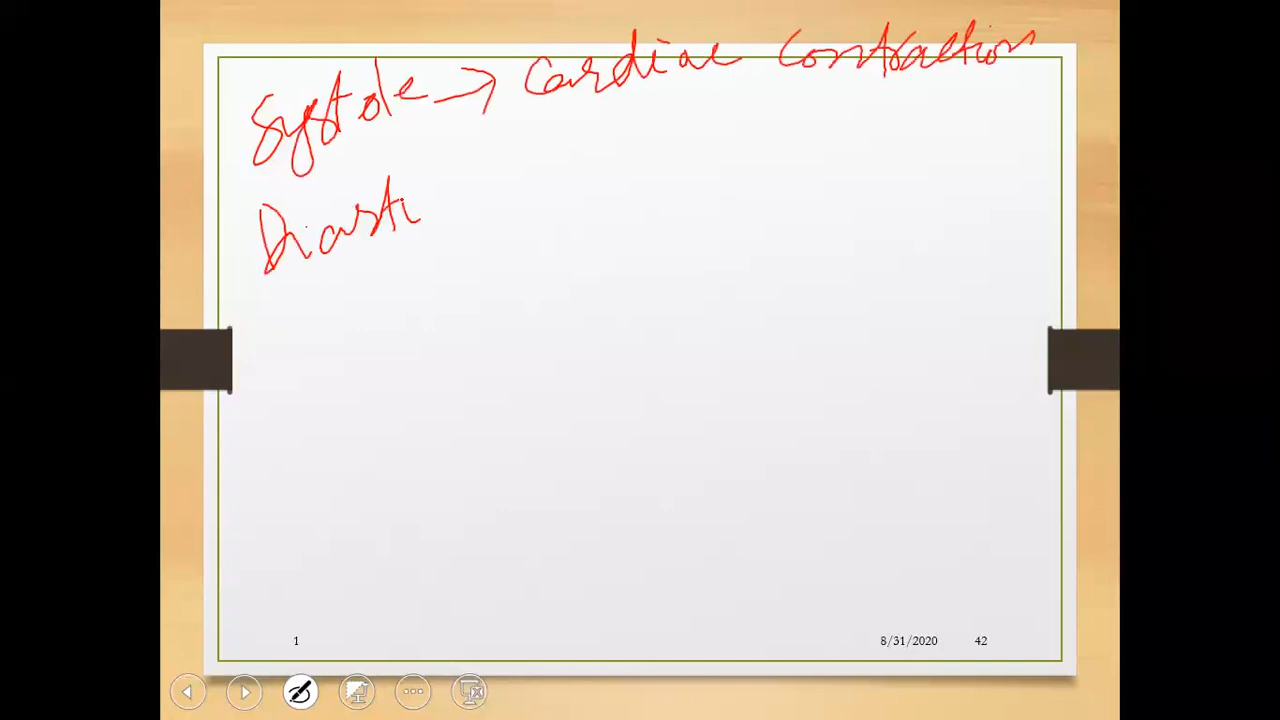 Systole → Cardiac Contraction
Diasti
1 8/31/2020 42